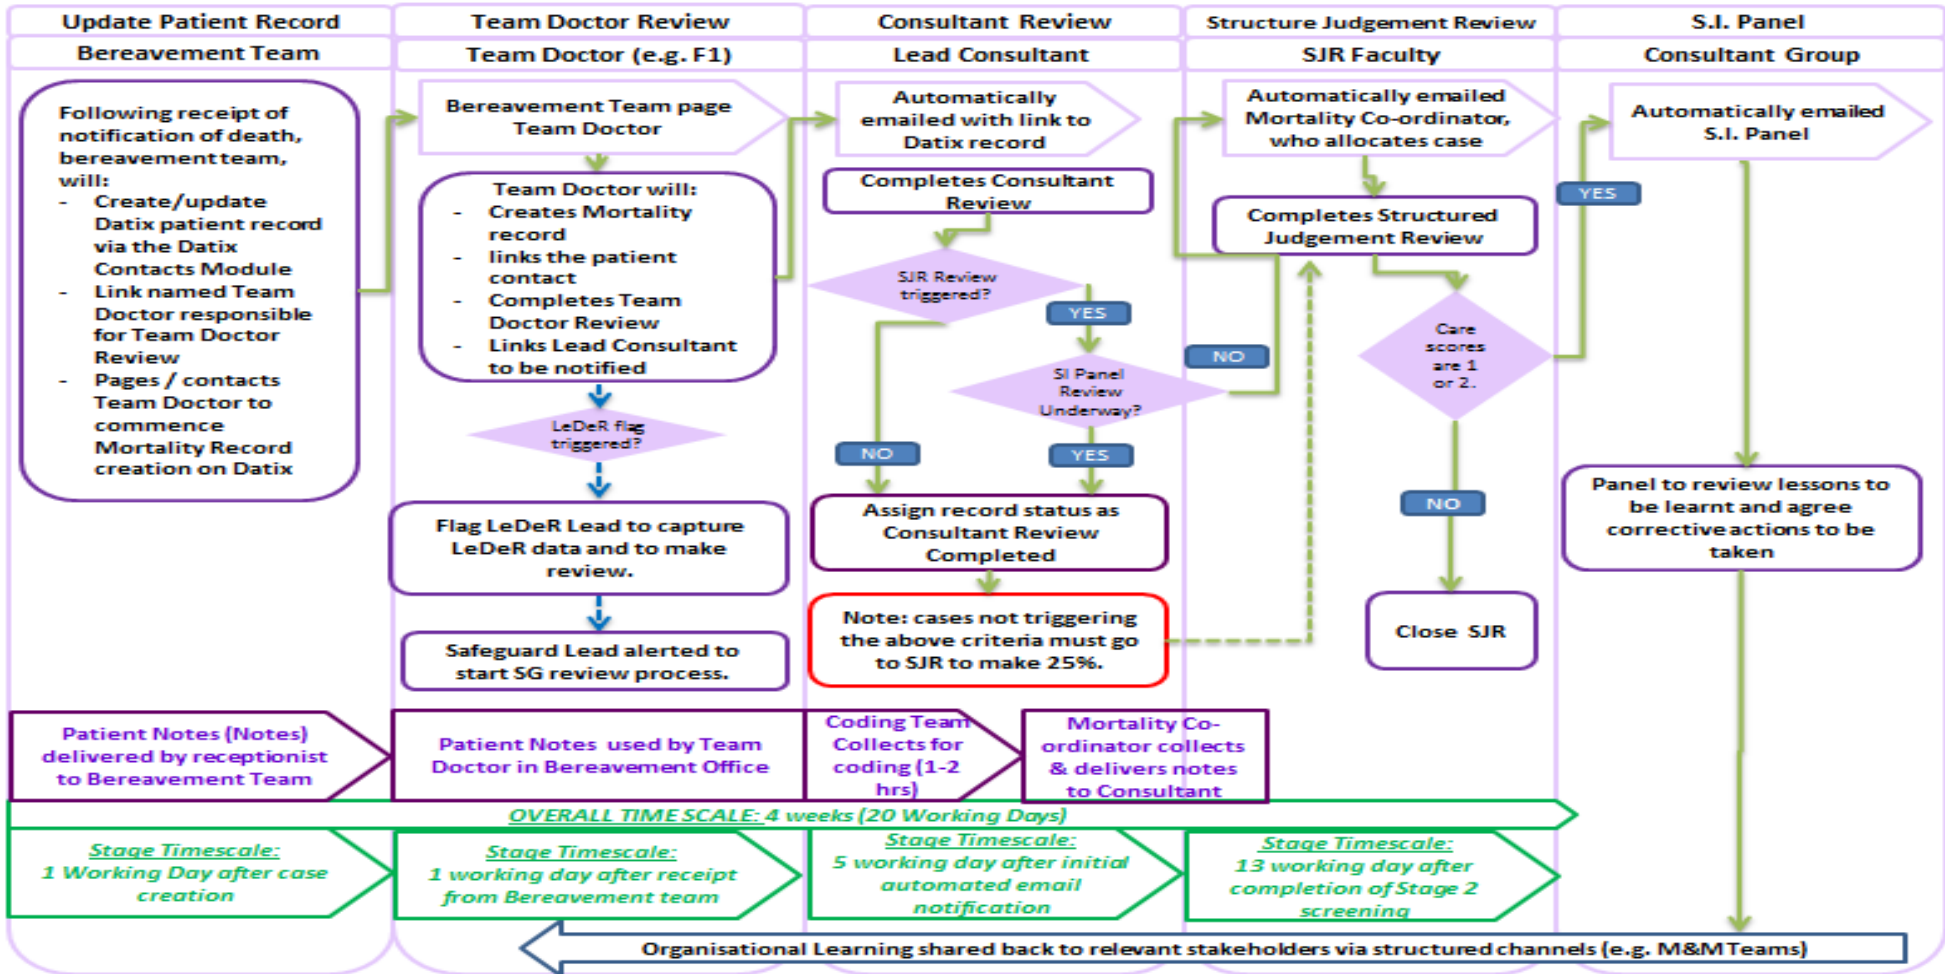 Update Patient Record
Bereavement Team
Following receipt of
notification of death,
bereavement team,
will:
- Create/update
Datix patient record
via the Datix
Contacts Module
- Link named Team
Doctor responsible
for Team Doctor
Review
- Pages / contacts
Team Doctor to
commence
Mortality Record
creation on Datix
Team Doctor Review
Team Doctor (e.g. F1)
Bereavement Team page
Team Doctor
Team Doctor will:
- Creates Mortality
record
- links the patient
contact
- Completes Team
Doctor Review
- Links Lead Consultant
to be notified
LeDeR flag
triggered?
Flag LeDeR Lead to capture
LeDeR data and to make
review.
Safeguard Lead alerted to
start SG review process.
Consultant Review
Lead Consultant
Automatically
emailed with link to
Datix record
Completes Consultant
Review
SJR Review
triggered?
YES
SI Panel
Review
Underway?
NO
NO
YES
Assign record status as
Consultant Review
Completed
Note: cases not triggering
the above criteria must go
to SJR to make 25%.
Structure Judgement Review
SJR Faculty
Automatically emailed
Mortality Co-ordinator,
who allocates case
Completes Structured
Judgement Review
Care
scores
are 1
or 2.
YES
NO
Close SJR
S.I. Panel
Consultant Group
Automatically emailed
S.I. Panel
Panel to review lessons to
be learnt and agree
corrective actions to be
taken
Patient Notes (Notes)
delivered by receptionist
to Bereavement Team
Patient Notes used by Team
Doctor in Bereavement Office
Coding Team
Collects for
coding (1-2
hrs)
Mortality Co-
ordinator collects
& delivers notes
to Consultant
OVERALL TIME SCALE: 4 weeks (20 Working Days)
Stage Timescale:
1 Working Day after case
creation
Stage Timescale:
1 working day after receipt
from Bereavement team
Stage Timescale:
5 working day after initial
automated email
notification
Stage Timescale:
13 working day after
completion of Stage 2
screening
Organisational Learning shared back to relevant stakeholders via structured channels (e.g. M&M Teams)